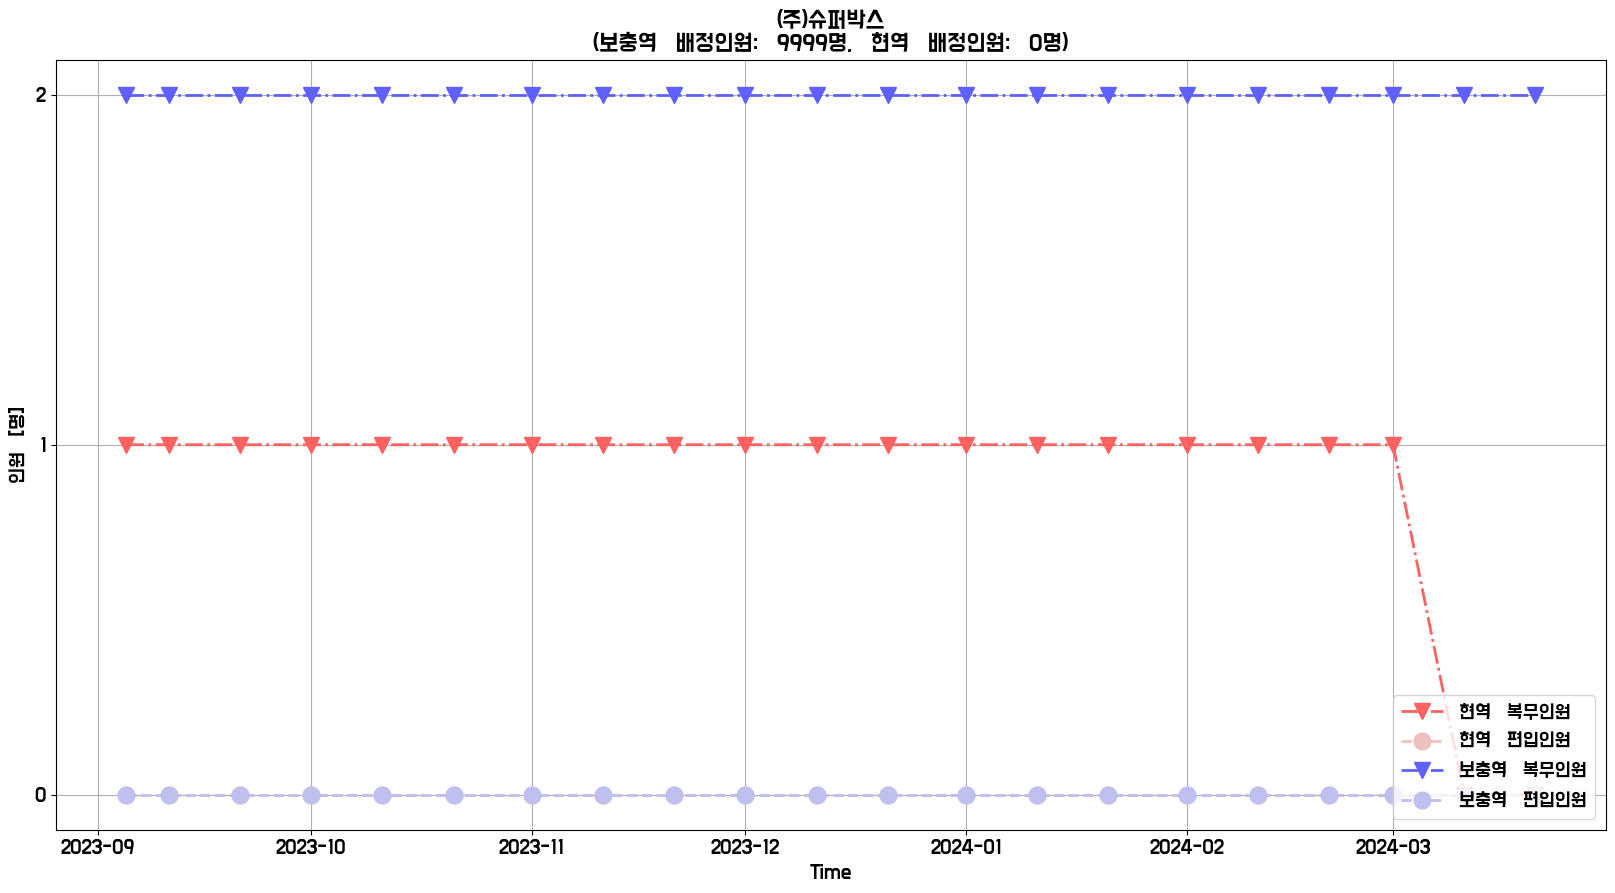 (주)슈퍼박스
(보충역 배정인원: 9999명, 현역 배정인원: 0명)
인원 [명]
2
1
0
2023-09
2023-10
2023-11
2023-12
2024-01
2024-02
2024-03
Time
현역 복무인원
현역 편입인원
보충역 복무인원
보충역 편입인원